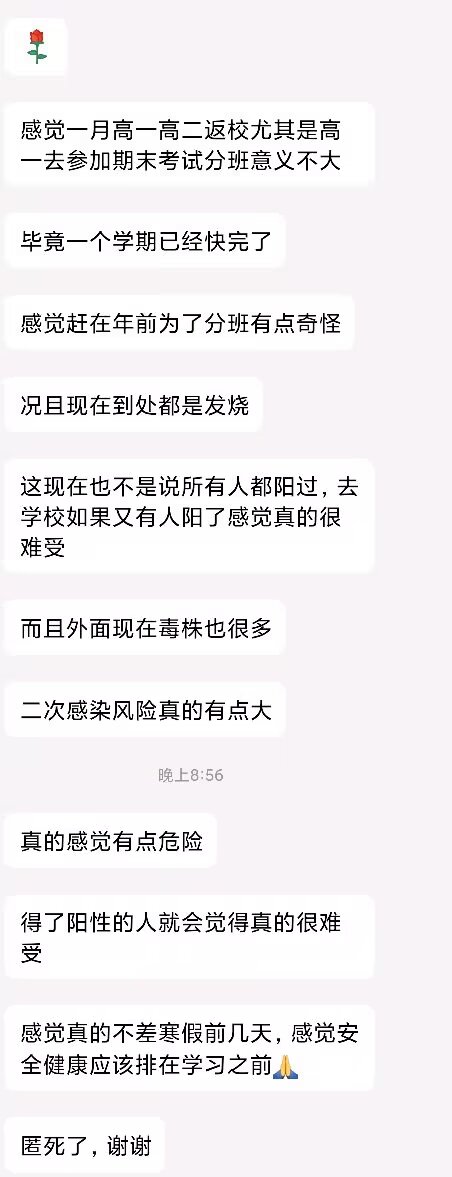 感觉一月高一高二返校尤其是高
一去参加期末考试分班意义不大
毕竟一个学期已经快完了
感觉赶在年前为了分班有点奇怪
况且现在到处都是发烧
这现在也不是说所有人都阳过，去
学校如果又有人阳了感觉真的很
难受
而且外面现在毒株也很多
二次感染风险真的有点大
晚上8:56
真的感觉有点危险
得了阳性的人就会觉得真的很难
受
感觉真的不差寒假前几天，感觉安
全健康应该排在学习之前🙏
匿死了，谢谢